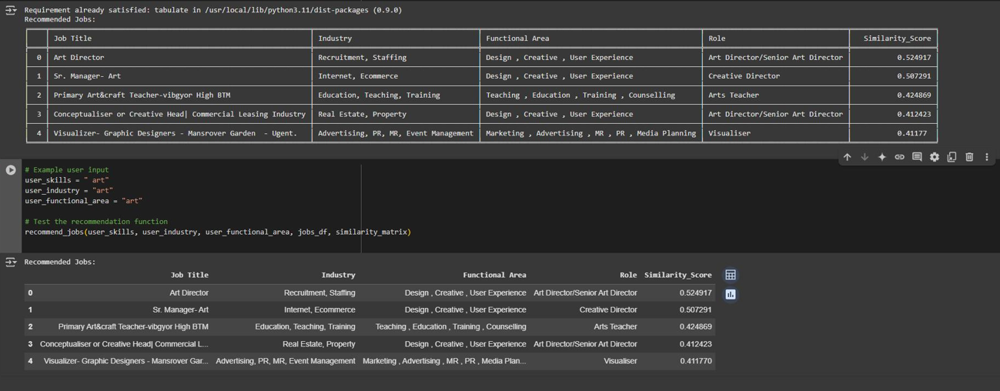 Requirement already satisfied: tabulate in /usr/local/lib/python3.11/dist-packages (0.9.0)
Recommended Jobs:
Job Title Industry Functional Area Role Similarity_Score
0 Art Director Recruitment, Staffing Design , Creative , User Experience Art Director/Senior Art Director 0.524917
1 Sr. Manager- Art Internet, Ecommerce Design , Creative , User Experience Creative Director 0.507291
2 Primary Art&craft Teacher-vibgyor High BTM Education, Teaching, Training Teaching , Education , Training , Counselling Arts Teacher 0.424869
3 Conceptualiser or Creative Head| Commercial Leasing Industry Real Estate, Property Design , Creative , User Experience Art Director/Senior Art Director 0.412423
4 Visualizer- Graphic Designers - Mansrover Garden  - Ugent. Advertising, PR, MR, Event Management Marketing , Advertising , MR , PR , Media Planning Visualiser 0.41177
# Example user input
user_skills = " art"
user_industry = "art"
user_functional_area = "art"
# Test the recommendation function
recommend_jobs(user_skills, user_industry, user_functional_area, jobs_df, similarity_matrix)
Recommended Jobs:
Job Title Industry Functional Area Role Similarity_Score
0 Art Director Recruitment, Staffing Design , Creative , User Experience Art Director/Senior Art Director 0.524917
1 Sr. Manager- Art Internet, Ecommerce Design , Creative , User Experience Creative Director 0.507291
2 Primary Art&craft Teacher-vibgyor High BTM Education, Teaching, Training Teaching , Education , Training , Counselling Arts Teacher 0.424869
3 Conceptualiser or Creative Head| Commercial L... Real Estate, Property Design , Creative , User Experience Art Director/Senior Art Director 0.412423
4 Visualizer- Graphic Designers - Mansrover Gar... Advertising, PR, MR, Event Management Marketing , Advertising , MR , PR , Media Plan... Visualiser 0.411770